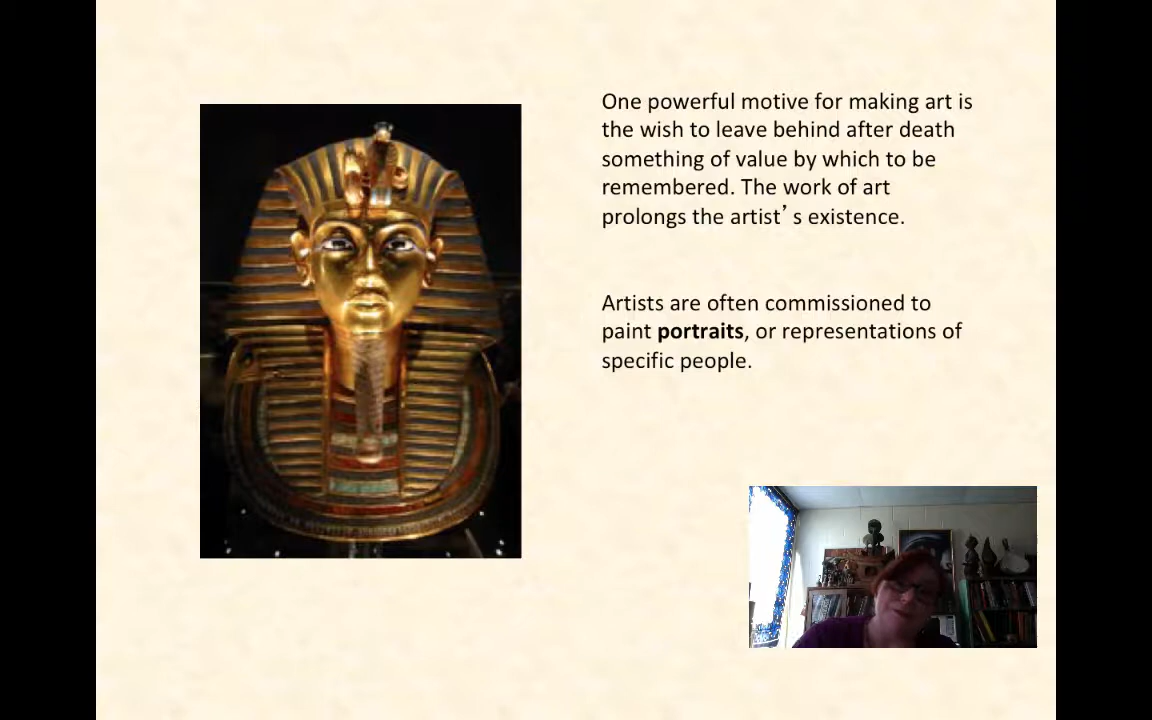 One powerful motive for making art is
the wish to leave behind after death
something of value by which to be
remembered. The work of art
prolongs the artist’s existence.
Artists are often commissioned to
paint portraits, or representations of
specific people.